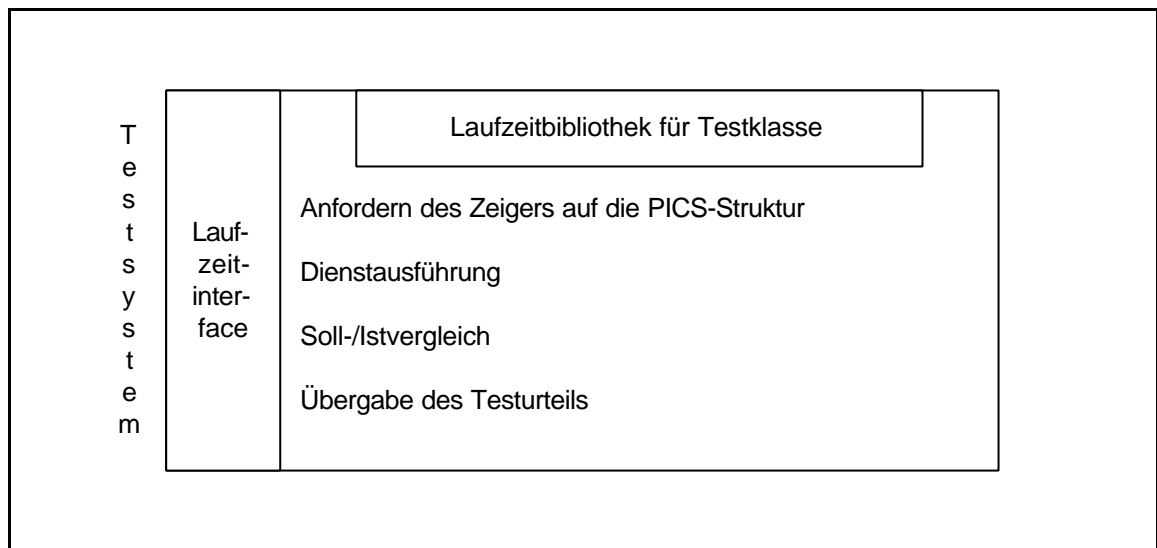 Testsystem
Lauf-
zeit-
inter-
face
Laufzeitbibliothek für Testklasse
Anfordern des Zeigers auf die PICS-Struktur
Dienstausführung
Soll-/Istvergleich
Übergabe des Testurteils